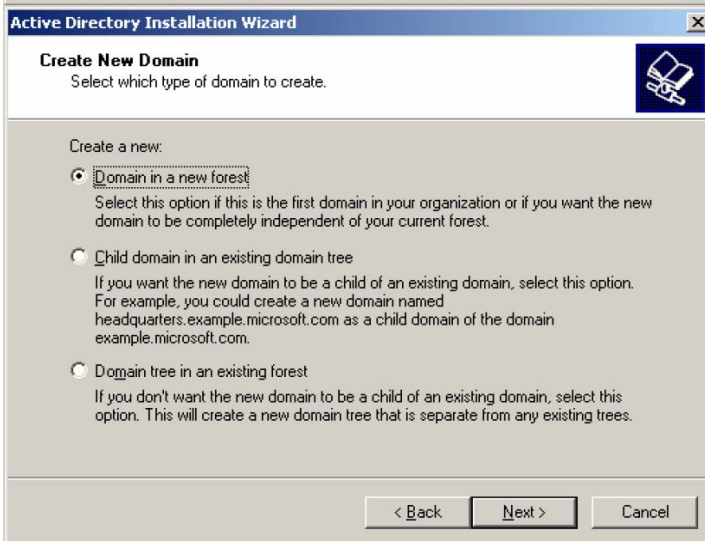 Active Directory Installation Wizard
Create New Domain
Select which type of domain to create.
Create a new:
Domain in a new forest
Select this option if this is the first domain in your organization or if you want the new
domain to be completely independent of your current forest.
Child domain in an existing domain tree
If you want the new domain to be a child of an existing domain, select this option.
For example, you could create a new domain named
headquarters.example.microsoft.com as a child domain of the domain
example.microsoft.com.
Domain tree in an existing forest
If you don't want the new domain to be a child of an existing domain, select this
option. This will create a new domain tree that is separate from any existing trees.
< Back Next > Cancel